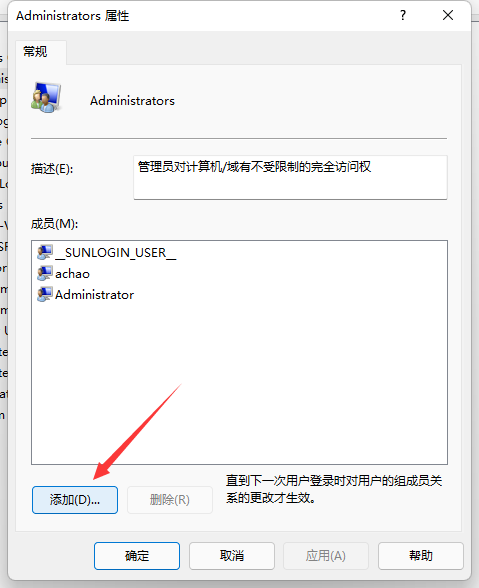 Administrators 属性
?
常规
Administrators
描述(E):
管理员对计算机/域有不受限制的完全访问权
成员(M):
__SUNLOGIN_USER__
achao
Administrator
添加(D)...
删除(R)
直到下一次用户登录时对用户的组成员关
系的更改才生效。
确定
取消
应用(A)
帮助